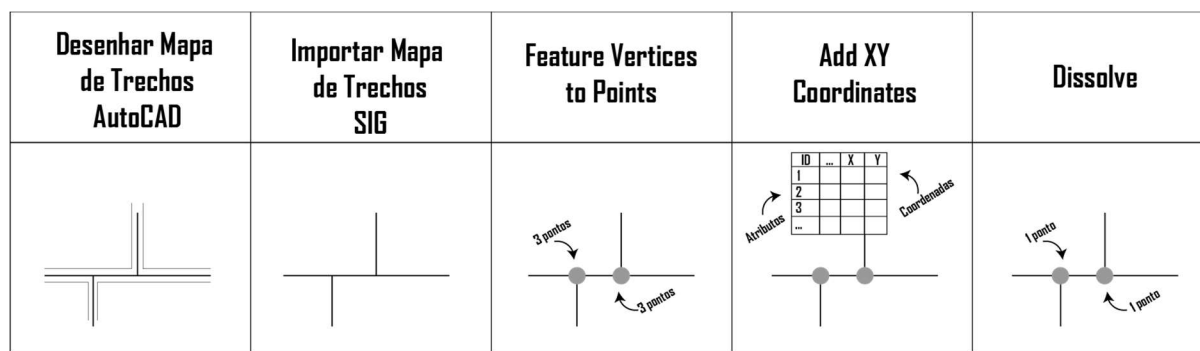 Desenhar Mapa
de Trechos
AutoCAD
Importar Mapa
de Trechos
SIG
Feature Vertices
to Points
Add XY
Coordinates
Dissolve
3 pontos
3 pontos
ID ... X Y
1
2
3
...
Atributos
Coordenadas
1 ponto
1 ponto